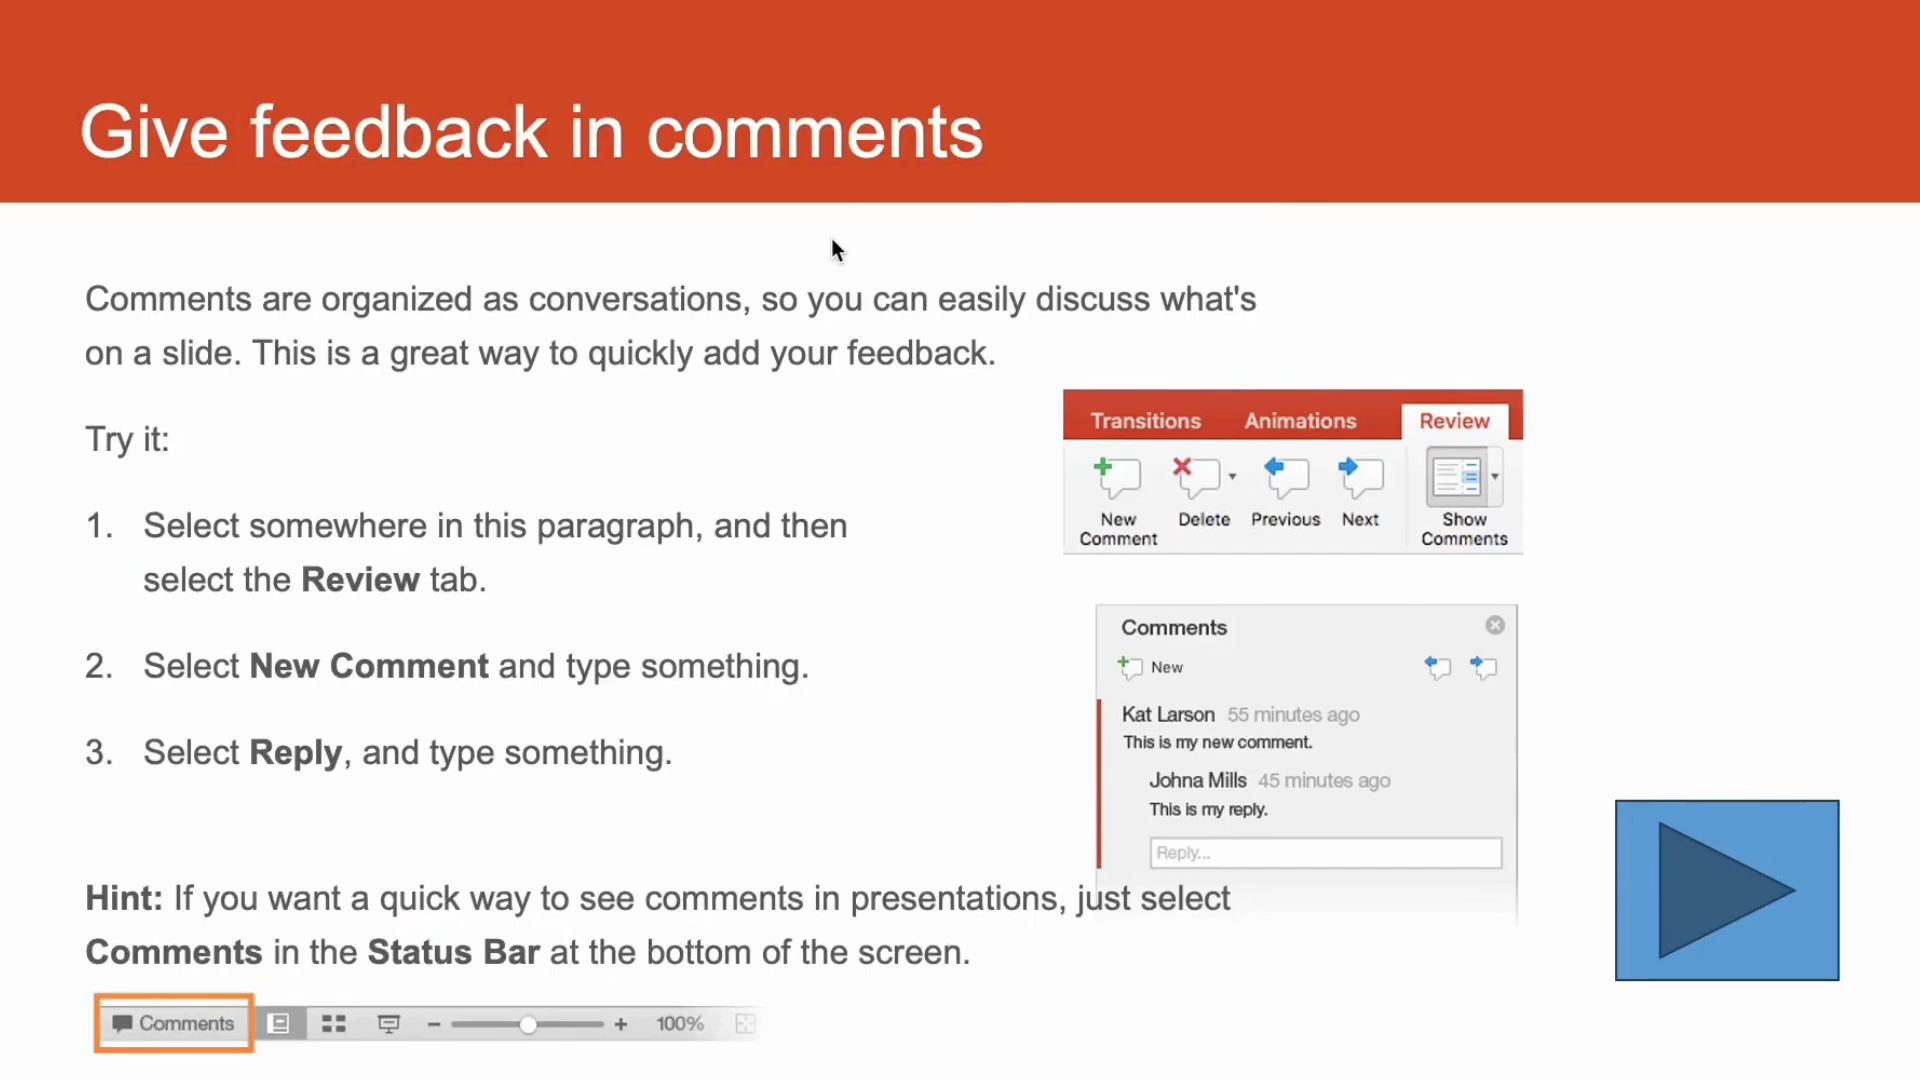 Give feedback in comments
Comments are organized as conversations, so you can easily discuss what's
on a slide. This is a great way to quickly add your feedback.
Try it:
1. Select somewhere in this paragraph, and then
select the Review tab.
2. Select New Comment and type something.
3. Select Reply, and type something.
Transitions Animations Review
New Comment Delete Previous Next Show Comments
Comments
New
Kat Larson 55 minutes ago
This is my new comment.
Johna Mills 45 minutes ago
This is my reply.
Reply...
Hint: If you want a quick way to see comments in presentations, just select
Comments in the Status Bar at the bottom of the screen.
Comments 100%